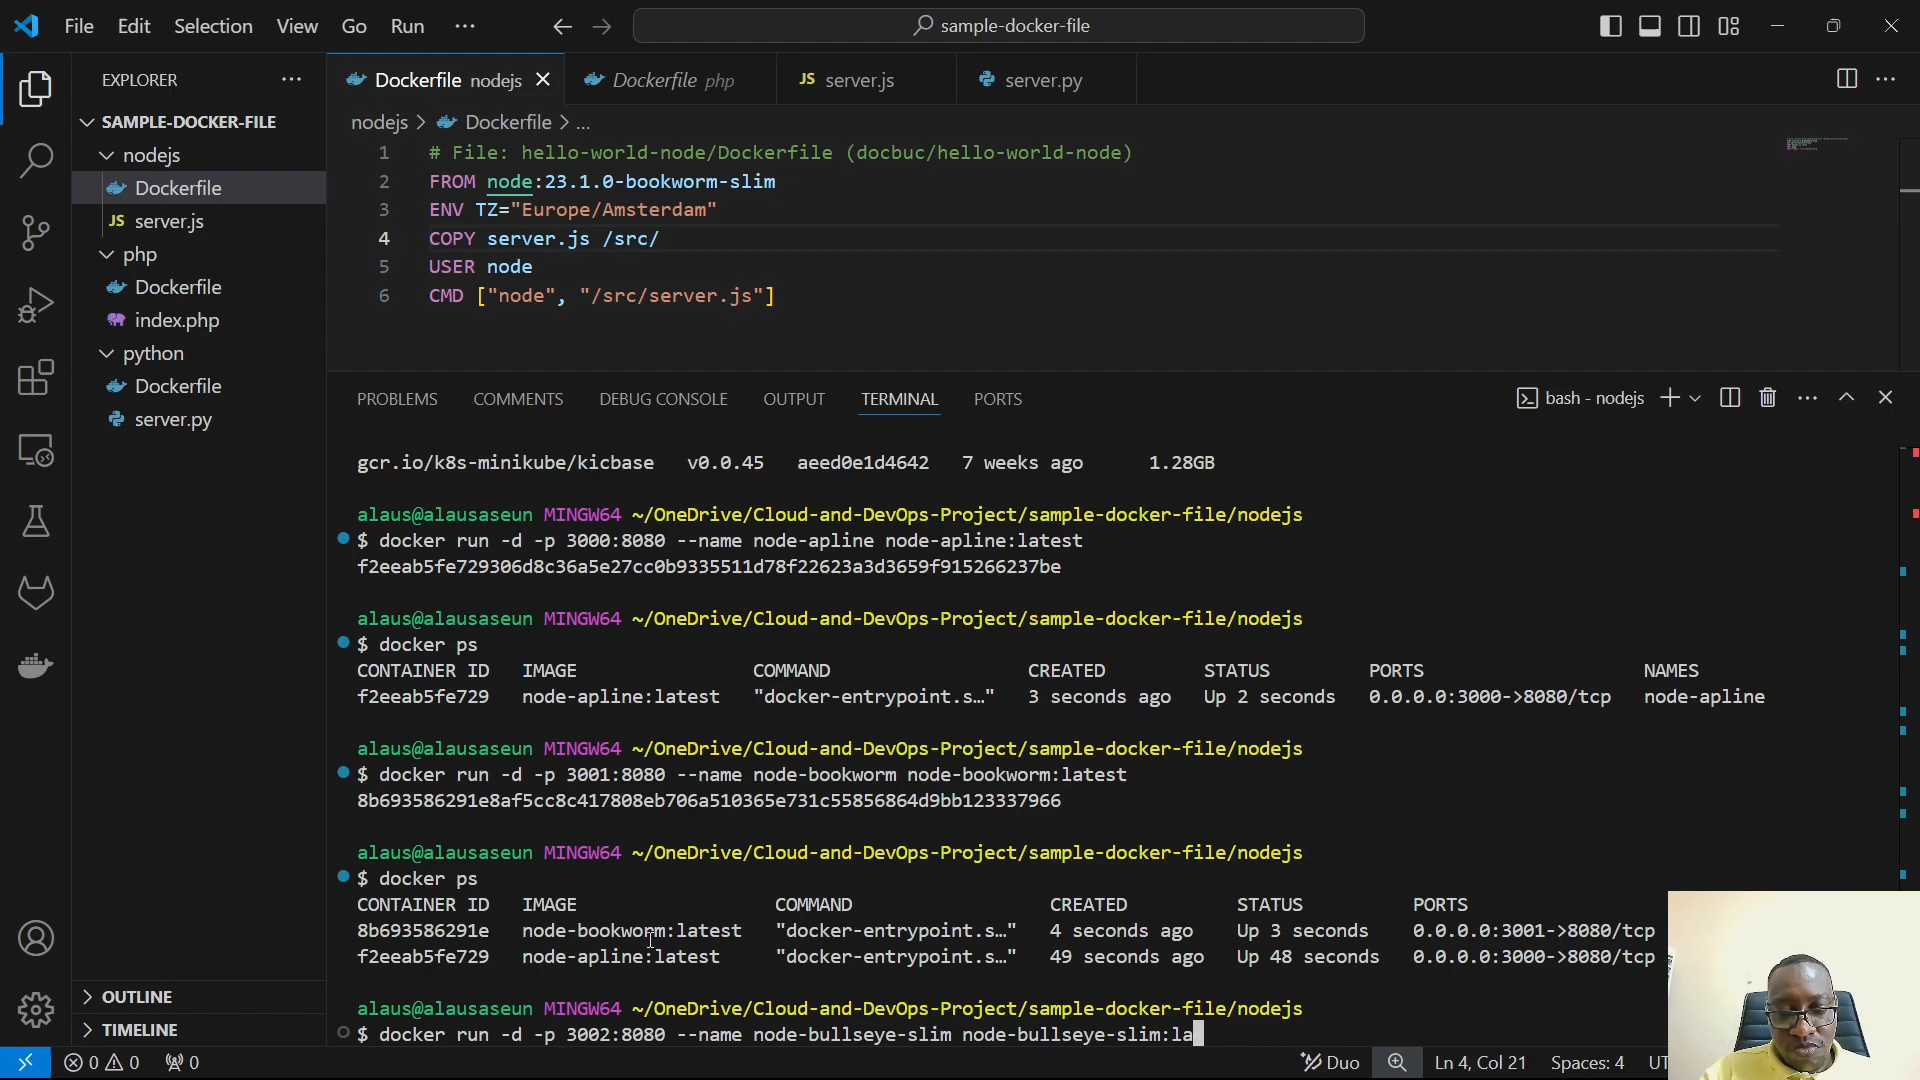 File Edit Selection View Go Run ··· sample-docker-file
EXPLORER ···
SAMPLE-DOCKER-FILE
nodejs
Dockerfile
JS server.js
php
Dockerfile
index.php
python
Dockerfile
server.py
OUTLINE
TIMELINE
Dockerfile nodejs Dockerfile php JS server.js server.py
nodejs > Dockerfile > ...
1 # File: hello-world-node/Dockerfile (docbuc/hello-world-node)
2 FROM node:23.1.0-bookworm-slim
3 ENV TZ="Europe/Amsterdam"
4 COPY server.js /src/
5 USER node
6 CMD ["node", "/src/server.js"]
PROBLEMS COMMENTS DEBUG CONSOLE OUTPUT TERMINAL PORTS bash - nodejs
gcr.io/k8s-minikube/kicbase v0.0.45 aeed0e1d4642 7 weeks ago 1.28GB
alaus@alausaseun MINGW64 ~/OneDrive/Cloud-and-DevOps-Project/sample-docker-file/nodejs
$ docker run -d -p 3000:8080 --name node-apline node-apline:latest
f2eeab5fe729306d8c36a5e27cc0b9335511d78f22623a3d3659f915266237be
alaus@alausaseun MINGW64 ~/OneDrive/Cloud-and-DevOps-Project/sample-docker-file/nodejs
$ docker ps
CONTAINER ID IMAGE COMMAND CREATED STATUS PORTS NAMES
f2eeab5fe729 node-apline:latest "docker-entrypoint.s…" 3 seconds ago Up 2 seconds 0.0.0.0:3000->8080/tcp node-apline
alaus@alausaseun MINGW64 ~/OneDrive/Cloud-and-DevOps-Project/sample-docker-file/nodejs
$ docker run -d -p 3001:8080 --name node-bookworm node-bookworm:latest
8b693586291e8af5cc8c417808eb706a510365e731c55856864d9bb123337966
alaus@alausaseun MINGW64 ~/OneDrive/Cloud-and-DevOps-Project/sample-docker-file/nodejs
$ docker ps
CONTAINER ID IMAGE COMMAND CREATED STATUS PORTS
8b693586291e node-bookworm:latest "docker-entrypoint.s…" 4 seconds ago Up 3 seconds 0.0.0.0:3001->8080/tcp
f2eeab5fe729 node-apline:latest "docker-entrypoint.s…" 49 seconds ago Up 48 seconds 0.0.0.0:3000->8080/tcp
alaus@alausaseun MINGW64 ~/OneDrive/Cloud-and-DevOps-Project/sample-docker-file/nodejs
$ docker run -d -p 3002:8080 --name node-bullseye-slim node-bullseye-slim:la
0 0 0 Duo Ln 4, Col 21 Spaces: 4 UT